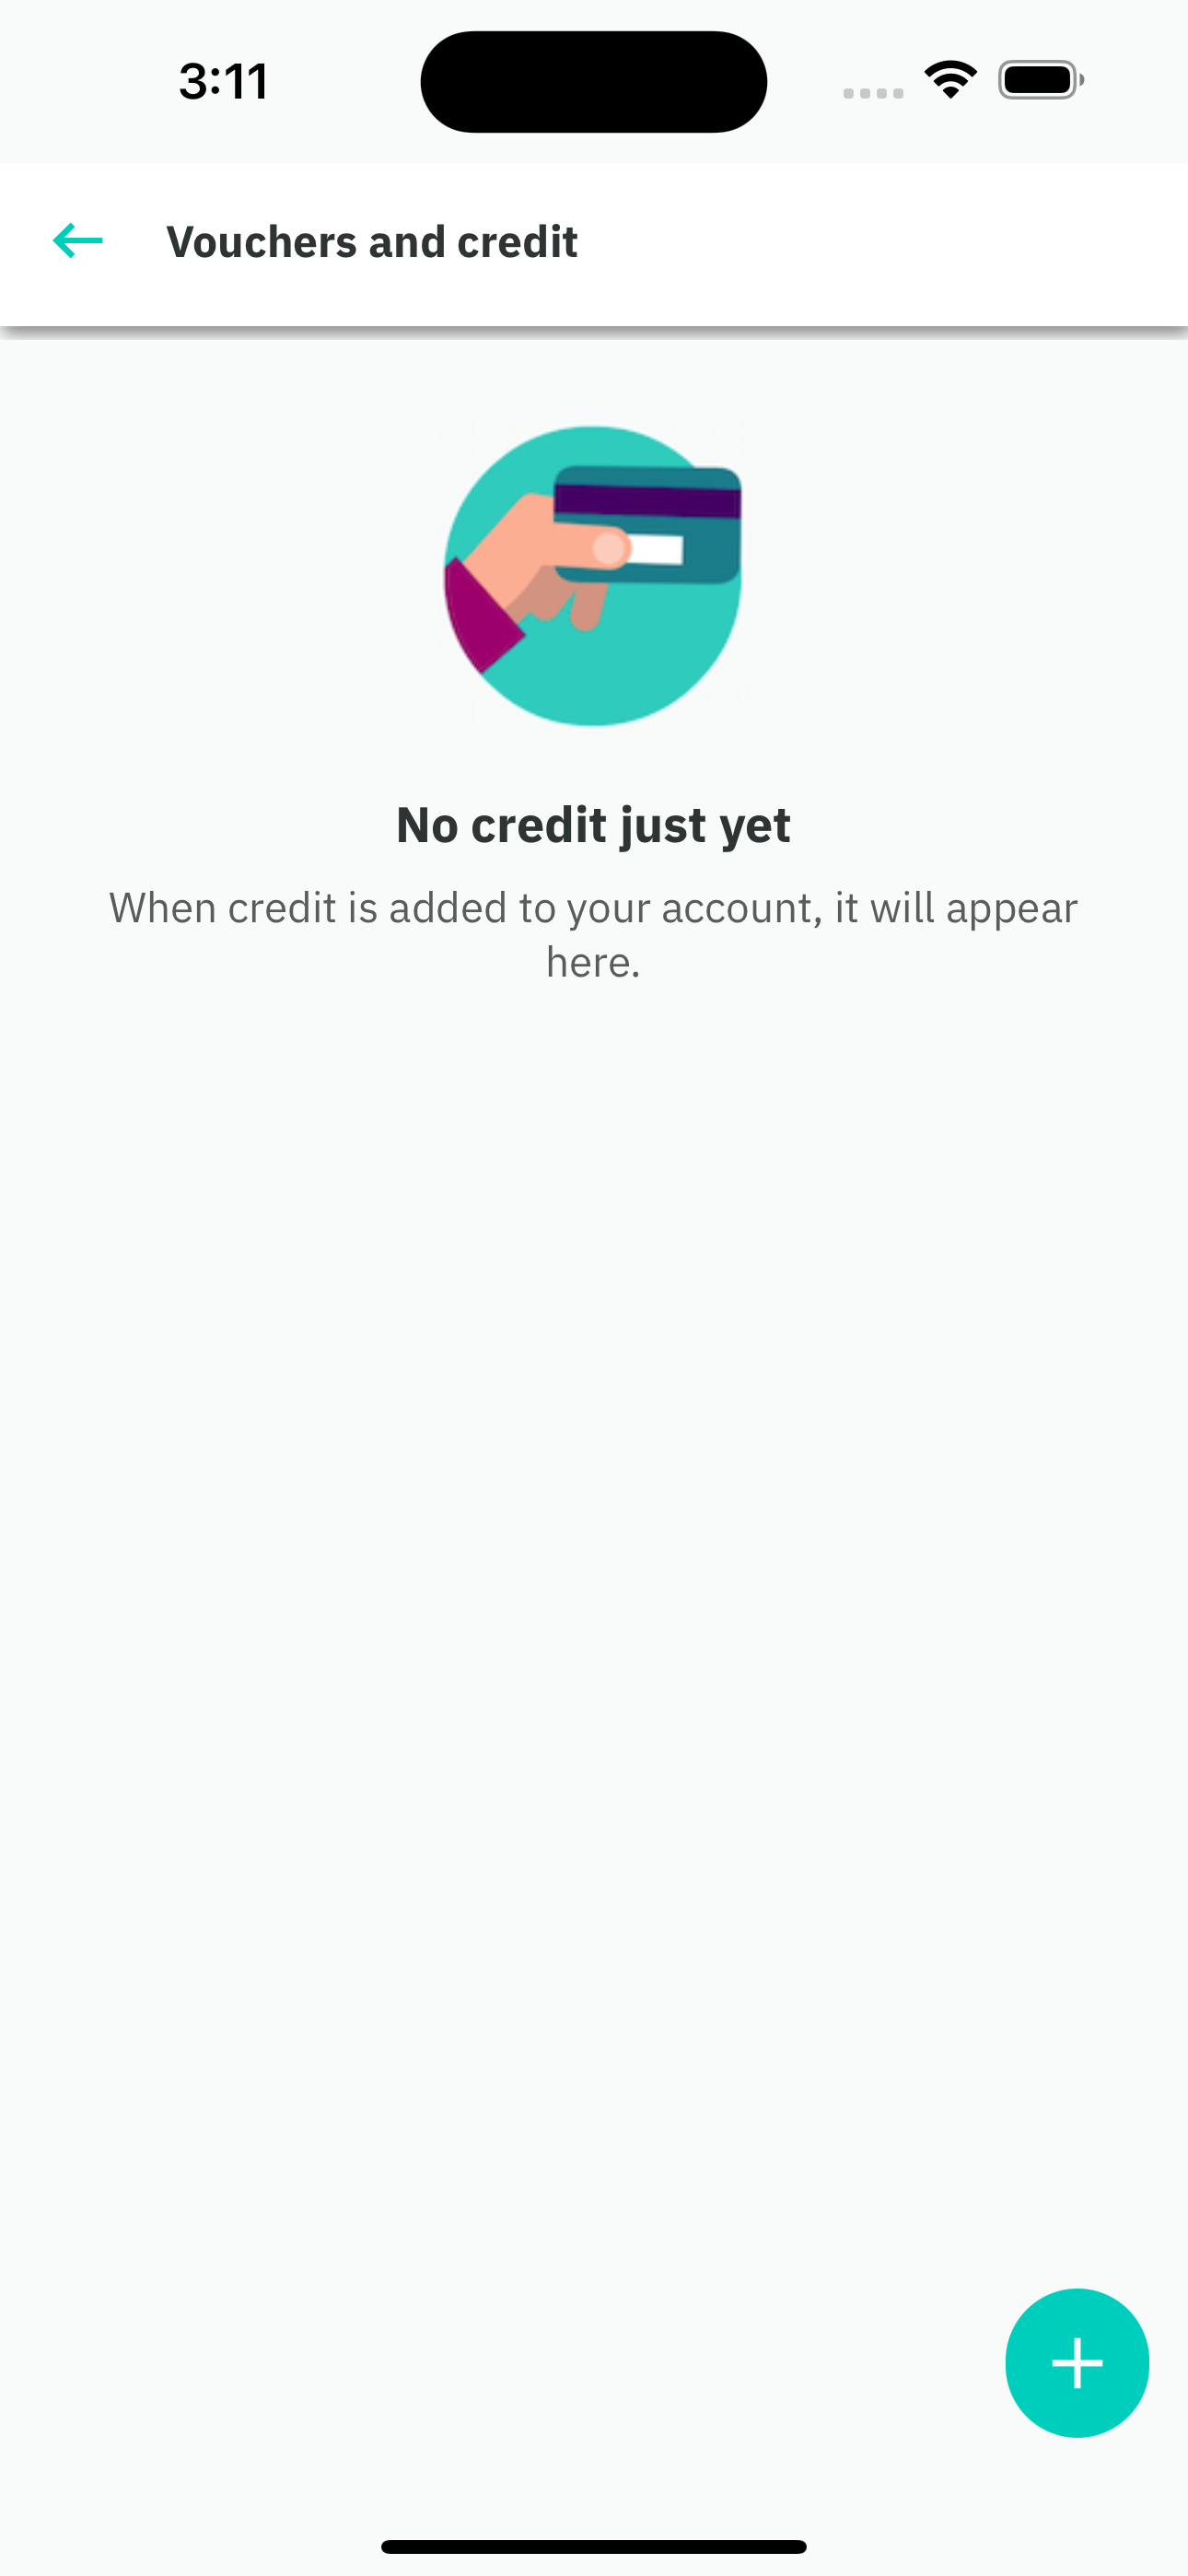 3:11
Vouchers and credit
No credit just yet
When credit is added to your account, it will appear
here.